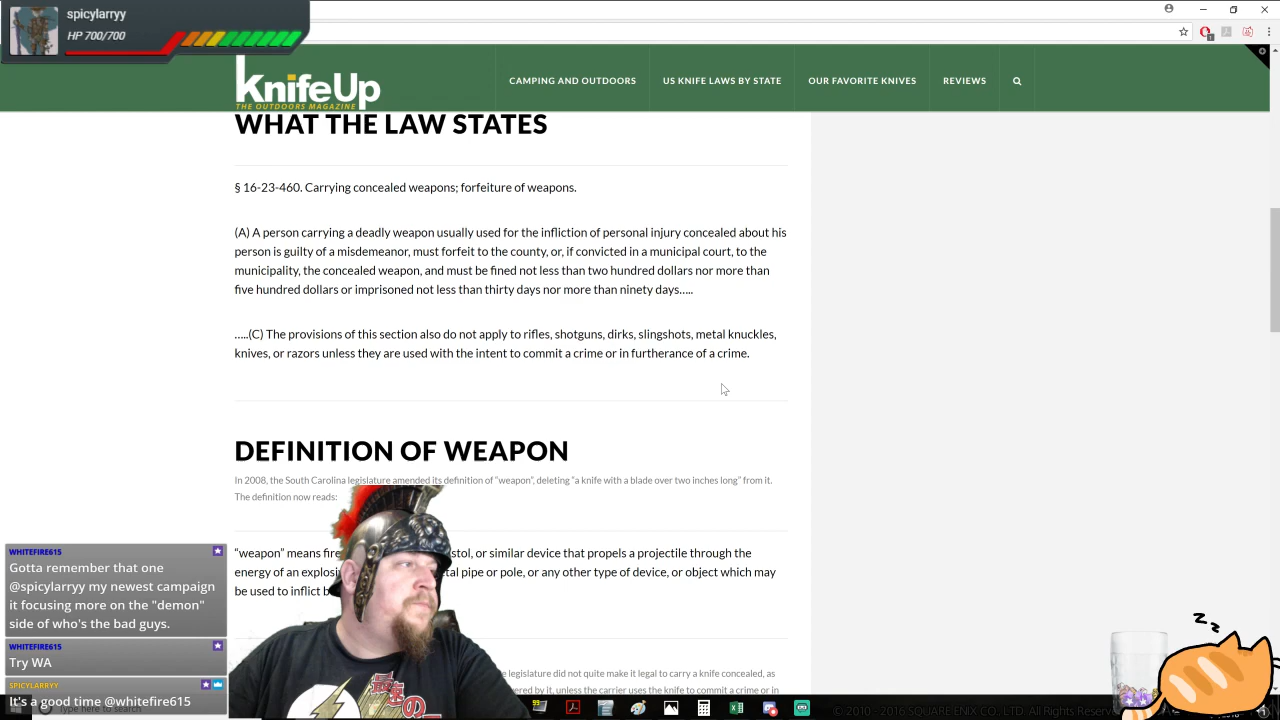 spicylarryy
HP 700/700
KnifeUp
THE OUTDOORS MAGAZINE
CAMPING AND OUTDOORS
US KNIFE LAWS BY STATE
OUR FAVORITE KNIVES
REVIEWS
WHAT THE LAW STATES
§ 16-23-460. Carrying concealed weapons; forfeiture of weapons.
(A) A person carrying a deadly weapon usually used for the infliction of personal injury concealed about his
person is guilty of a misdemeanor, must forfeit to the county, or, if convicted in a municipal court, to the
municipality, the concealed weapon, and must be fined not less than two hundred dollars nor more than
five hundred dollars or imprisoned not less than thirty days nor more than ninety days.....
.....(C) The provisions of this section also do not apply to rifles, shotguns, dirks, slingshots, metal knuckles,
knives, or razors unless they are used with the intent to commit a crime or in furtherance of a crime.
DEFINITION OF WEAPON
In 2008, the South Carolina legislature amended its definition of “weapon”, deleting “a knife with a blade over two inches long” from it.
The definition now reads:
“weapon” means stol, or similar device that propels a projectile through the
energy of an etal pipe or pole, or any other type of device, or object which may
be used to inflict
e legislature did not quite make it legal to carry a knife concealed, as
vered by it, unless the carrier uses the knife to commit a crime or in
WHITEFIRE615
Gotta remember that one
@spicylarryy my newest campaign
it focusing more on the "demon"
side of who's the bad guys.
WHITEFIRE615
Try WA
SPICYLARRYY
It's a good time @whitefire615
Type here to search
z z z
© 2010 - 2016 SQUARE ENIX CO., LTD. All Rights Reserved